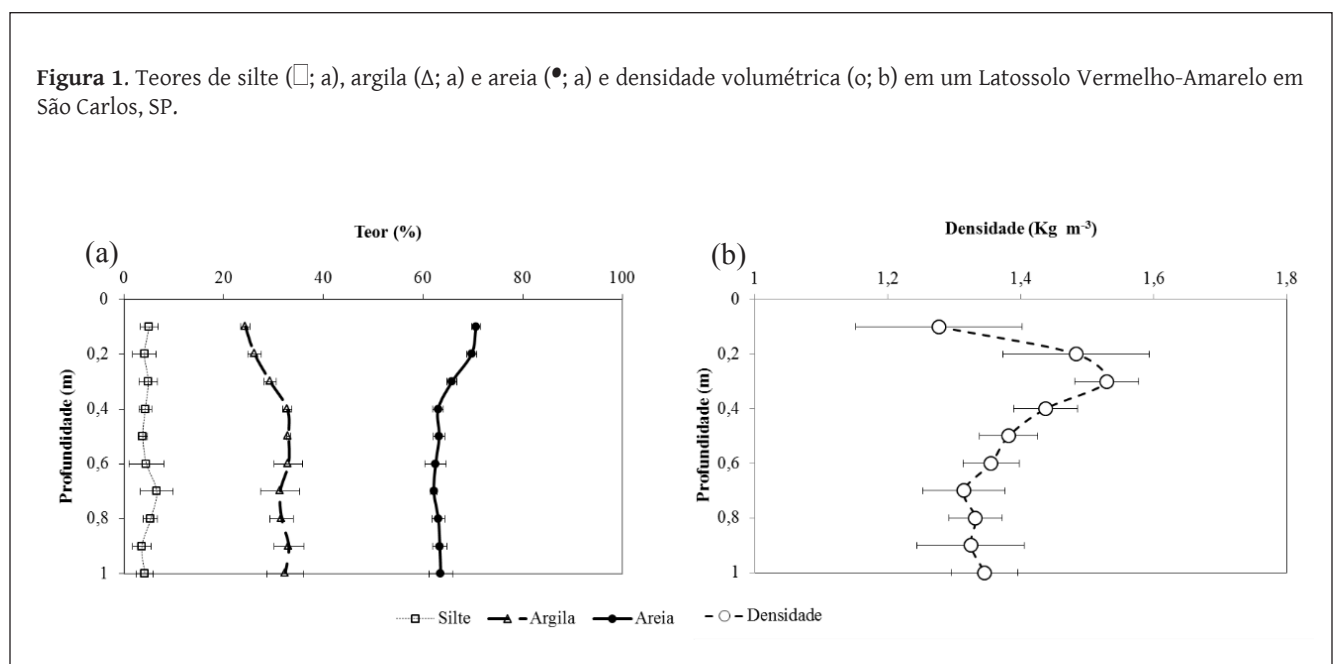 Figura 1. Teores de silte (□; a), argila (Δ; a) e areia (•; a) e densidade volumétrica (o; b) em um Latossolo Vermelho-Amarelo em
São Carlos, SP.
Teor (%)
(a)
0 20 40 60 80 100
Profundidade (m)
0
0,2
0,4
0,6
0,8
1
Densidade (Kg m⁻³)
(b)
1 1,2 1,4 1,6 1,8
Profundidade (m)
0
0,2
0,4
0,6
0,8
1
Silte Argila Areia Densidade